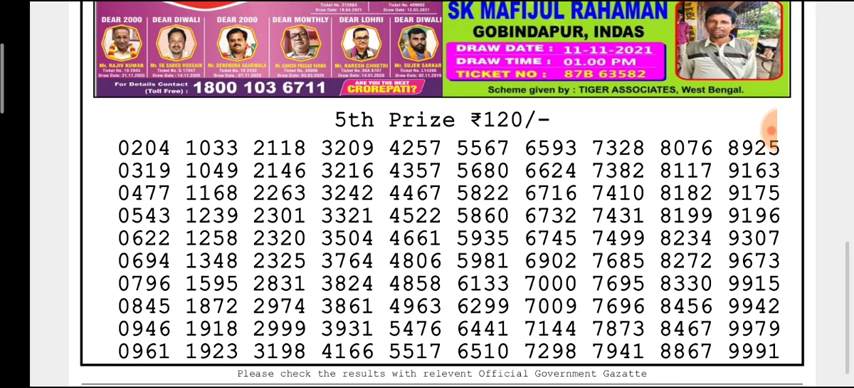 SK MAFIJUL RAHAMAN
GOBINDAPUR, INDAS
DRAW DATE : 11-11-2021
DRAW TIME : 01.00 PM
TICKET NO : 87B 63582
Scheme given by : TIGER ASSOCIATES, West Bengal.
DEAR 2000 DEAR DIWALI DEAR 2000 DEAR MONTHLY DEAR LOHRI DEAR DIWALI
For Details Contact
(Toll Free) : 1800 103 6711
ARE YOU THE NEXT
CROREPATI?
5th Prize ₹120/-
0204 1033 2118 3209 4257 5567 6593 7328 8076 8925
0319 1049 2146 3216 4357 5680 6624 7382 8117 9163
0477 1168 2263 3242 4467 5822 6716 7410 8182 9175
0543 1239 2301 3321 4522 5860 6732 7431 8199 9196
0622 1258 2320 3504 4661 5935 6745 7499 8234 9307
0694 1348 2325 3764 4806 5981 6902 7685 8272 9673
0796 1595 2831 3824 4858 6133 7000 7695 8330 9915
0845 1872 2974 3861 4963 6299 7009 7696 8456 9942
0946 1918 2999 3931 5476 6441 7144 7873 8467 9979
0961 1923 3198 4166 5517 6510 7298 7941 8867 9991
Please check the results with relevent Official Government Gazatte